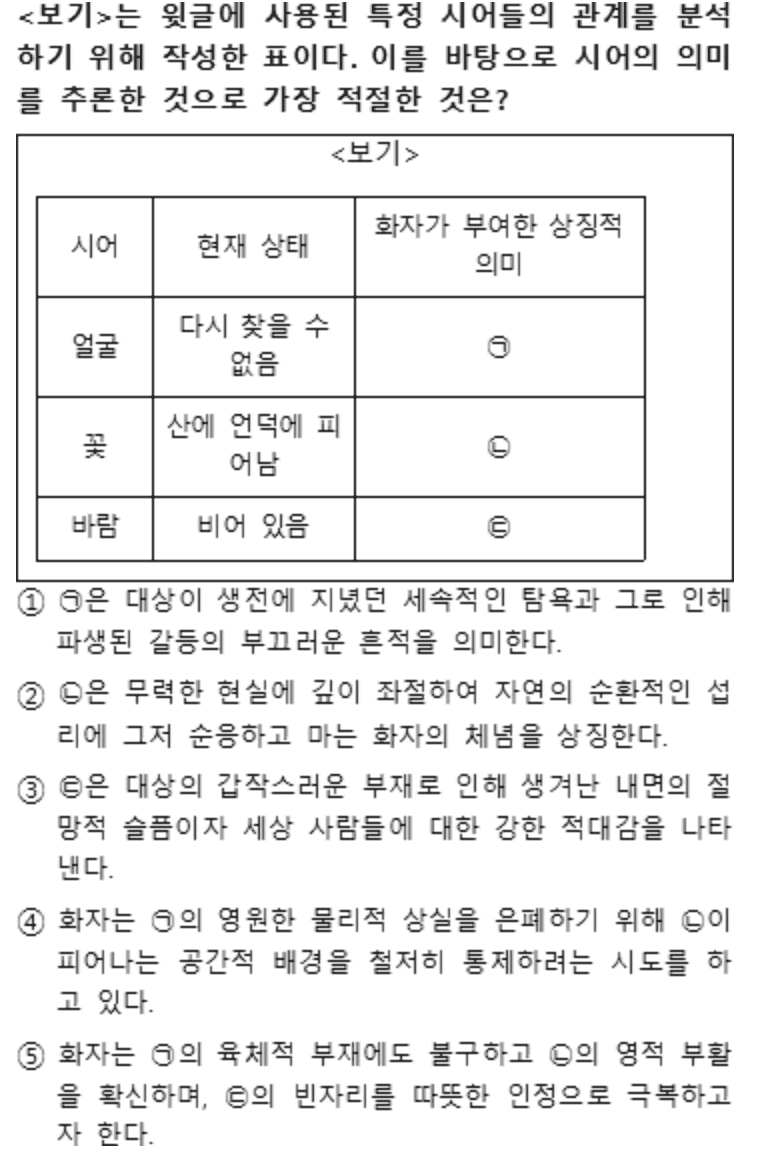 <보기>는 윗글에 사용된 특정 시어들의 관계를 분석
하기 위해 작성한 표이다. 이를 바탕으로 시어의 의미
를 추론한 것으로 가장 적절한 것은?
<보기>
시어 현재 상태 화자가 부여한 상징적
의미
얼굴 다시 찾을 수
없음 ㉠
꽃 산에 언덕에 피
어남 ㉡
바람 비어 있음 ㉢
① ㉠은 대상이 생전에 지녔던 세속적인 탐욕과 그로 인해
파생된 갈등의 부끄러운 흔적을 의미한다.
② ㉡은 무력한 현실에 깊이 좌절하여 자연의 순환적인 섭
리에 그저 순응하고 마는 화자의 체념을 상징한다.
③ ㉢은 대상의 갑작스러운 부재로 인해 생겨난 내면의 절
망적 슬픔이자 세상 사람들에 대한 강한 적대감을 나타
낸다.
④ 화자는 ㉠의 영원한 물리적 상실을 은폐하기 위해 ㉡이
피어나는 공간적 배경을 철저히 통제하려는 시도를 하
고 있다.
⑤ 화자는 ㉠의 육체적 부재에도 불구하고 ㉡의 영적 부활
을 확신하며, ㉢의 빈자리를 따뜻한 인정으로 극복하고
자 한다.